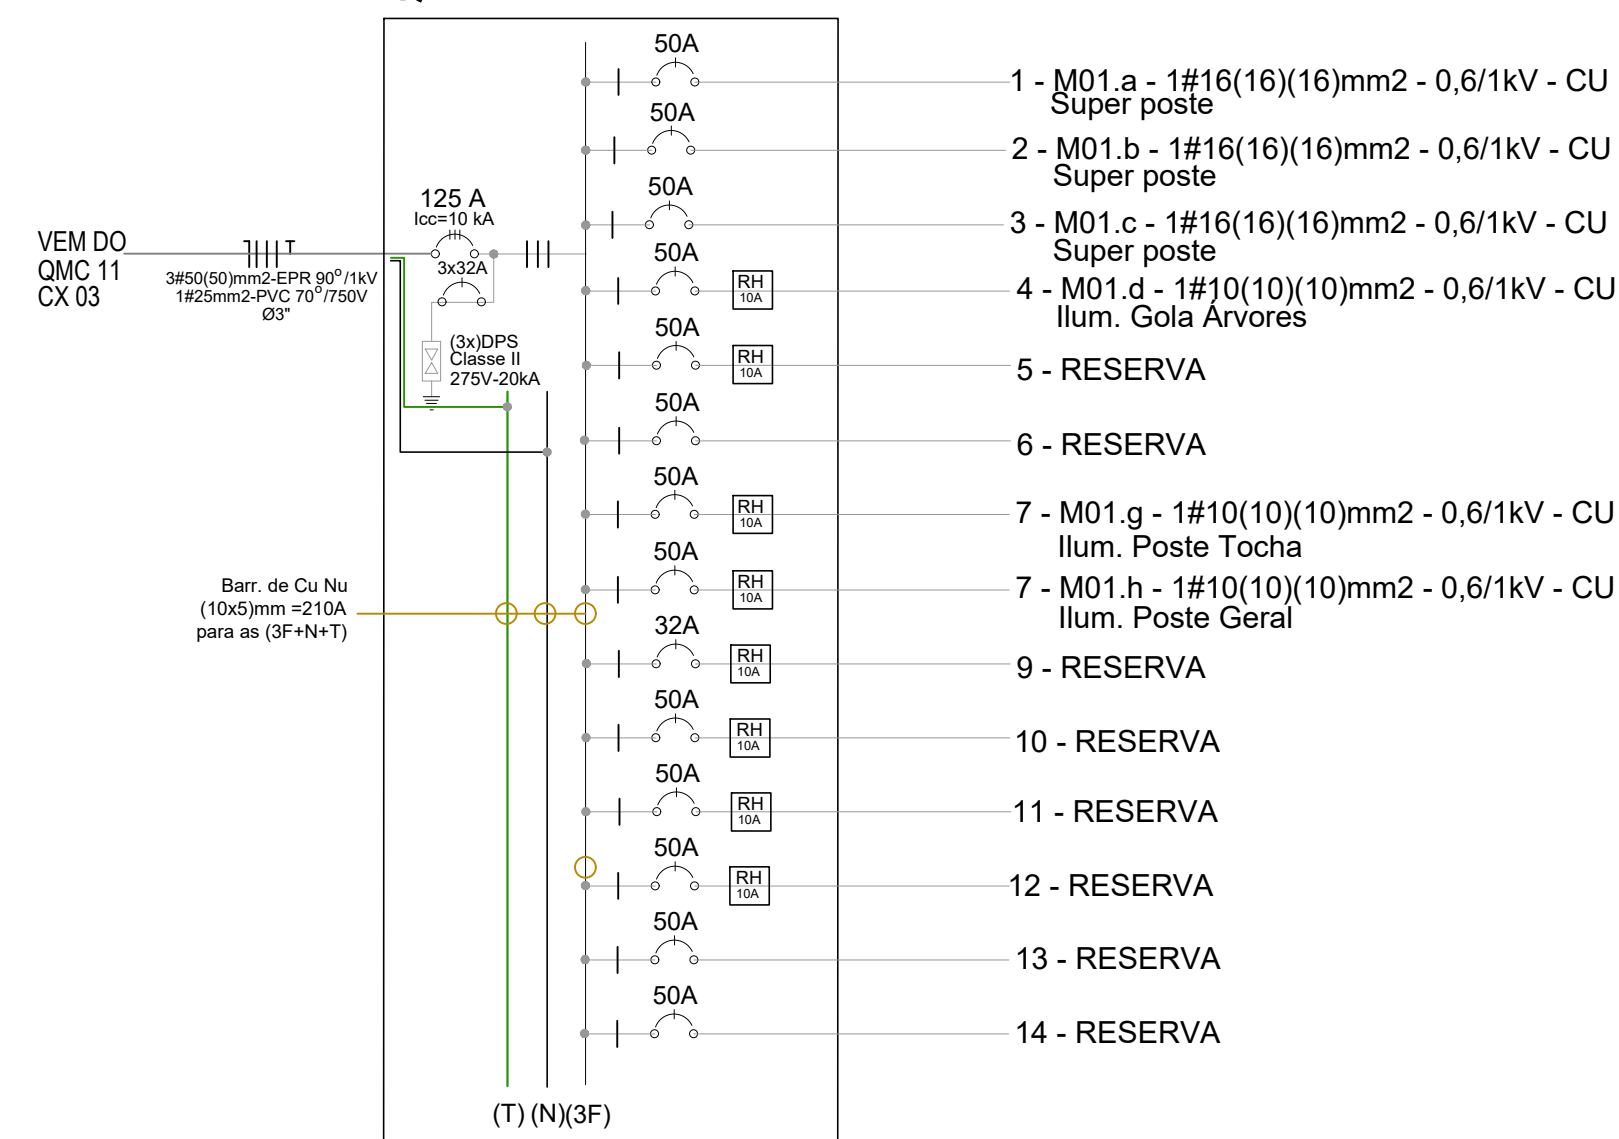 50A
1 - M01.a - 1#16(16)(16)mm2 - 0,6/1kV - CU
Super poste
50A
2 - M01.b - 1#16(16)(16)mm2 - 0,6/1kV - CU
Super poste
50A
3 - M01.c - 1#16(16)(16)mm2 - 0,6/1kV - CU
Super poste
125 A
Icc=10 kA
3x32A
VEM DO
QMC 11
CX 03
3#50(50)mm2-EPR 90°/1kV
1#25mm2-PVC 70°/750V
Ø3"
(3x)DPS
Classe II
275V-20kA
50A
RH
10A
4 - M01.d - 1#10(10)(10)mm2 - 0,6/1kV - CU
Ilum. Gola Árvores
50A
RH
10A
5 - RESERVA
50A
6 - RESERVA
50A
RH
10A
7 - M01.g - 1#10(10)(10)mm2 - 0,6/1kV - CU
Ilum. Poste Tocha
50A
RH
10A
7 - M01.h - 1#10(10)(10)mm2 - 0,6/1kV - CU
Ilum. Poste Geral
Barr. de Cu Nu
(10x5)mm =210A
para as (3F+N+T)
32A
RH
10A
9 - RESERVA
50A
RH
10A
10 - RESERVA
50A
RH
10A
11 - RESERVA
50A
RH
10A
12 - RESERVA
50A
13 - RESERVA
50A
14 - RESERVA
(T) (N)(3F)